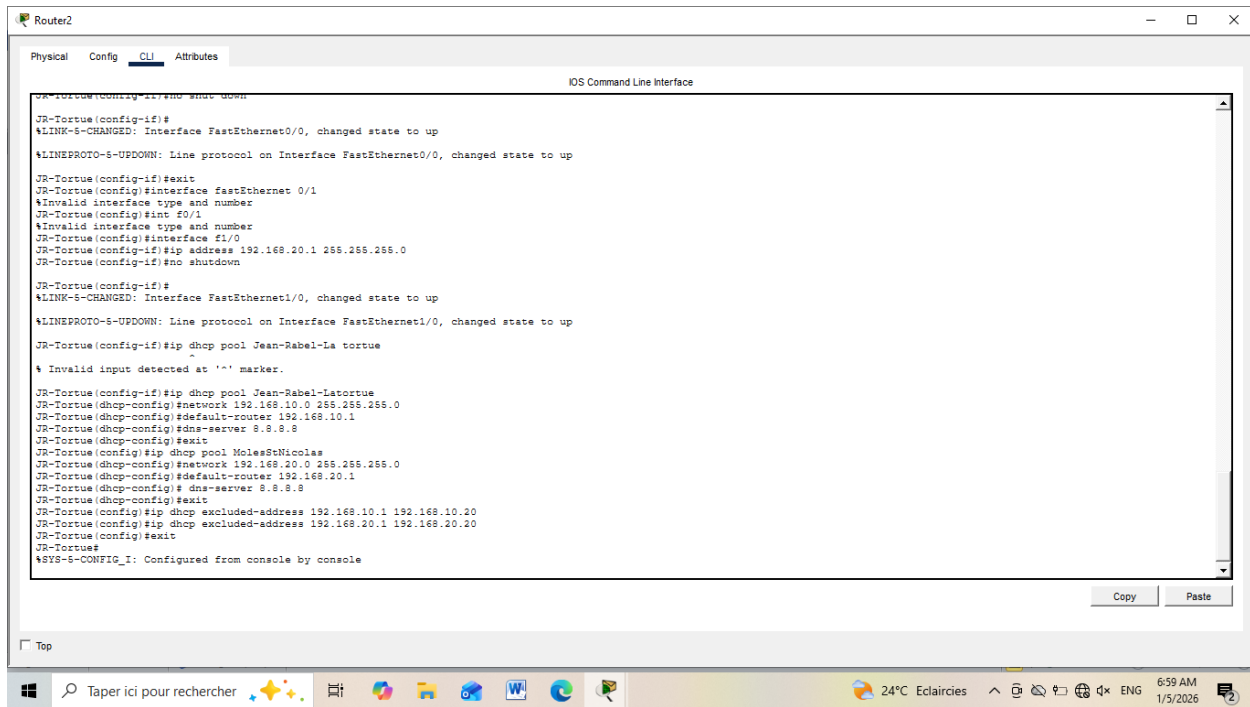 Router2
Physical Config CLI Attributes
IOS Command Line Interface
JR-Tortue(config-if)#no shut down
JR-Tortue(config-if)#
%LINK-5-CHANGED: Interface FastEthernet0/0, changed state to up
%LINEPROTO-5-UPDOWN: Line protocol on Interface FastEthernet0/0, changed state to up
JR-Tortue(config-if)#exit
JR-Tortue(config)#interface fastEthernet 0/1
%Invalid interface type and number
JR-Tortue(config)#int f0/1
%Invalid interface type and number
JR-Tortue(config)#interface f1/0
JR-Tortue(config-if)#ip address 192.168.20.1 255.255.255.0
JR-Tortue(config-if)#no shutdown
JR-Tortue(config-if)#
%LINK-5-CHANGED: Interface FastEthernet1/0, changed state to up
%LINEPROTO-5-UPDOWN: Line protocol on Interface FastEthernet1/0, changed state to up
JR-Tortue(config-if)#ip dhcp pool Jean-Rabel-La tortue
^
% Invalid input detected at '^' marker.
JR-Tortue(config-if)#ip dhcp pool Jean-Rabel-Latortue
JR-Tortue(dhcp-config)#network 192.168.10.0 255.255.255.0
JR-Tortue(dhcp-config)#default-router 192.168.10.1
JR-Tortue(dhcp-config)#dns-server 8.8.8.8
JR-Tortue(dhcp-config)#exit
JR-Tortue(config)#ip dhcp pool MolesStNicolas
JR-Tortue(dhcp-config)#network 192.168.20.0 255.255.255.0
JR-Tortue(dhcp-config)#default-router 192.168.20.1
JR-Tortue(dhcp-config)# dns-server 8.8.8.8
JR-Tortue(dhcp-config)#exit
JR-Tortue(config)#ip dhcp excluded-address 192.168.10.1 192.168.10.20
JR-Tortue(config)#ip dhcp excluded-address 192.168.20.1 192.168.20.20
JR-Tortue(config)#exit
JR-Tortue#
%SYS-5-CONFIG_I: Configured from console by console
Copy Paste
Top
Taper ici pour rechercher
24°C Eclaircies
ENG
6:59 AM
1/5/2026
2